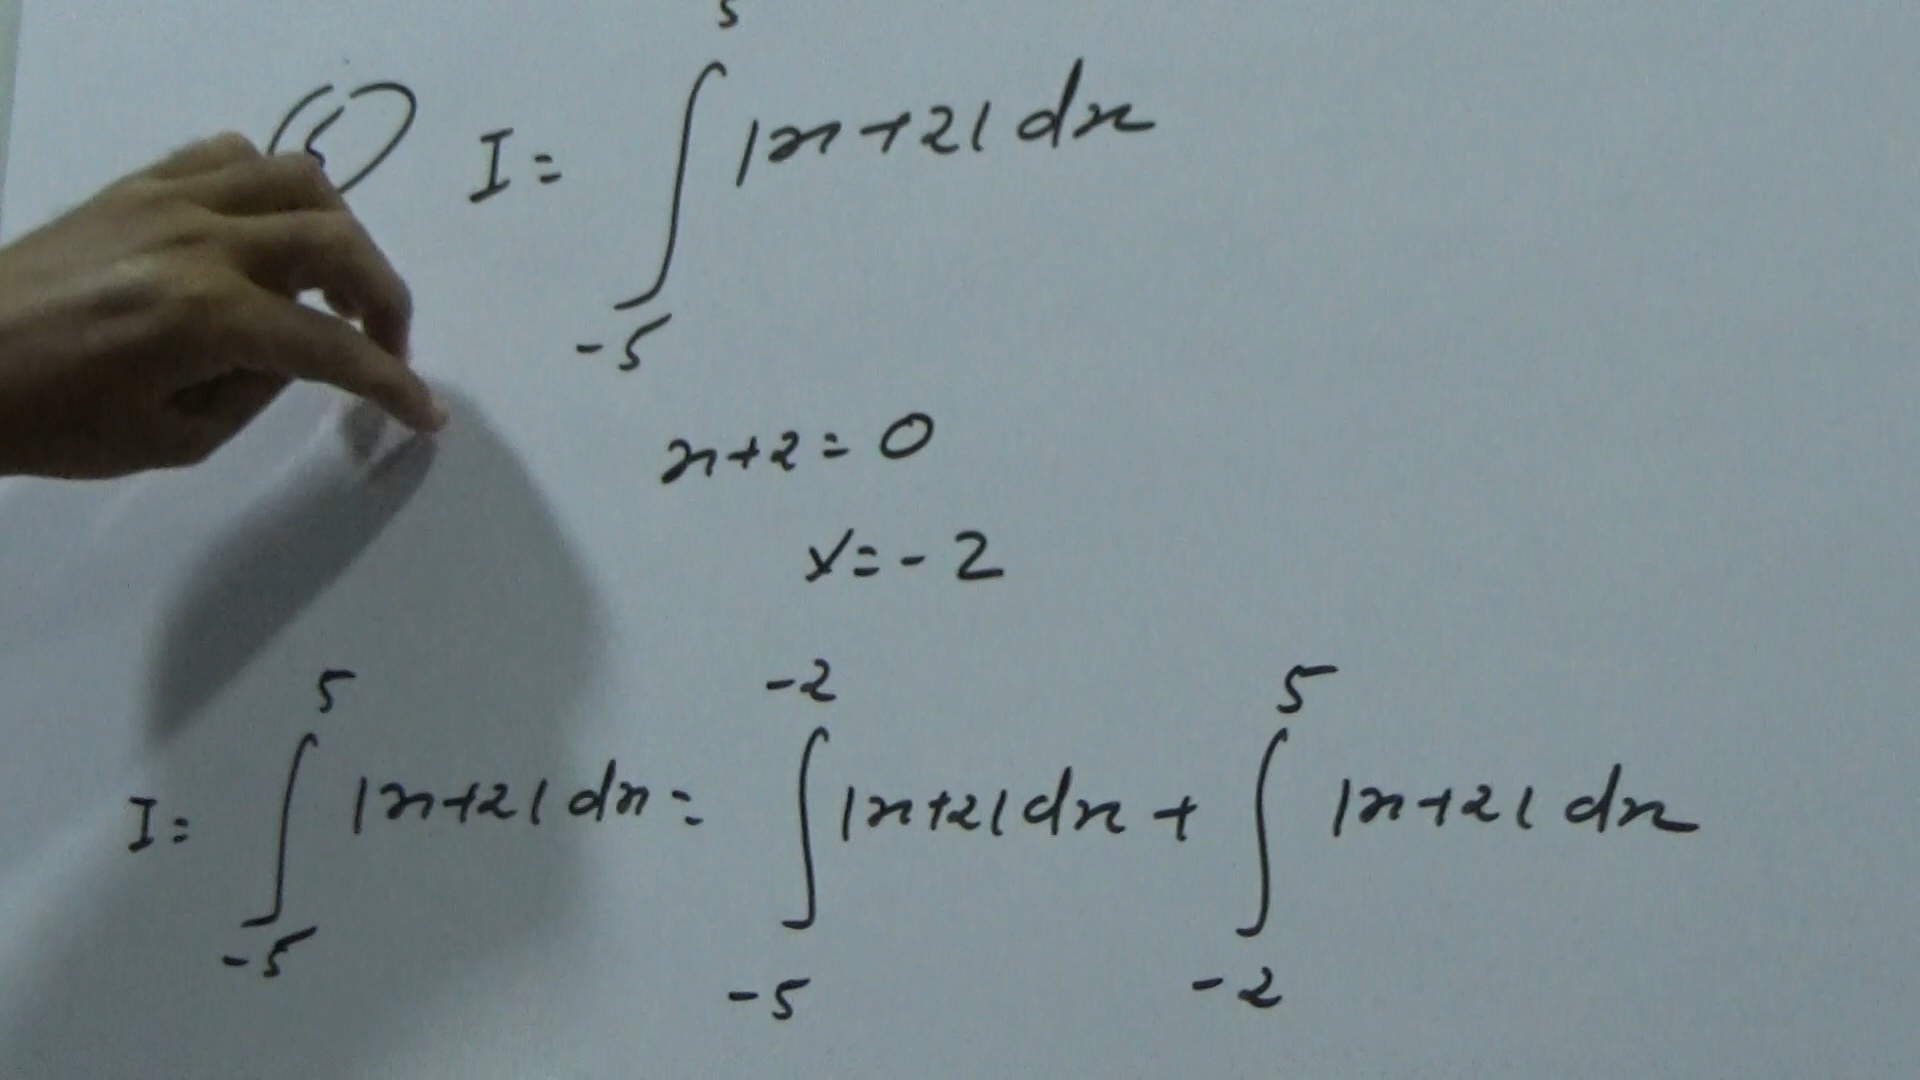 (5) I = ∫_{-5}^{5} |x+2| dx
x+2 = 0
x = -2
I = ∫_{-5}^{5} |x+2| dx = ∫_{-5}^{-2} |x+2| dx + ∫_{-2}^{5} |x+2| dx